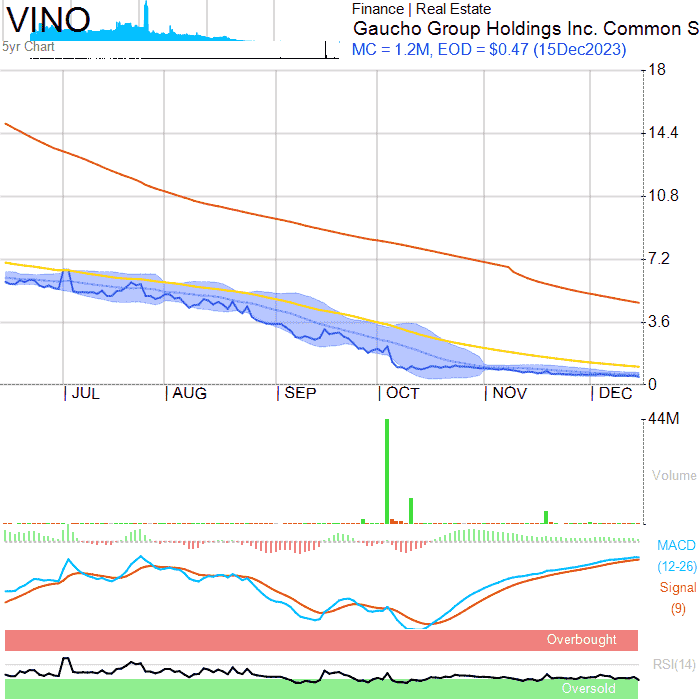 VINO
Finance | Real Estate
Gaucho Group Holdings Inc. Common S
5yr Chart
MC = 1.2M, EOD = $0.47 (15Dec2023)
18
14.4
10.8
7.2
3.6
0
| JUL | AUG | SEP | OCT | NOV | DEC
44M
Volume
MACD
(12-26)
Signal
(9)
Overbought
RSI(14)
Oversold